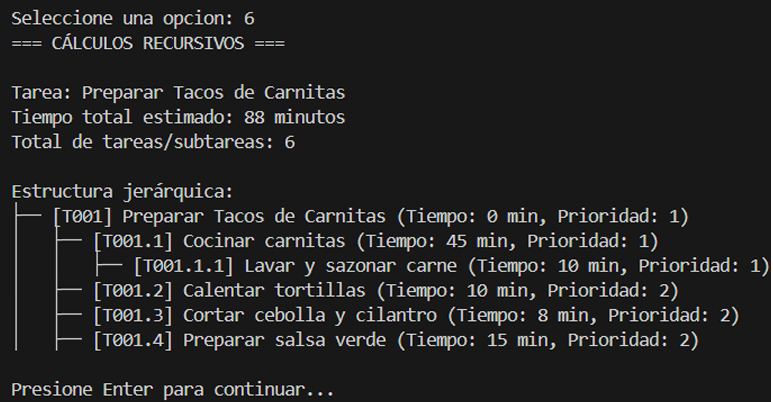 Seleccione una opcion: 6
=== CÁLCULOS RECURSIVOS ===
Tarea: Preparar Tacos de Carnitas
Tiempo total estimado: 88 minutos
Total de tareas/subtareas: 6
Estructura jerárquica:
├── [T001] Preparar Tacos de Carnitas (Tiempo: 0 min, Prioridad: 1)
│   ├── [T001.1] Cocinar carnitas (Tiempo: 45 min, Prioridad: 1)
│   │   ├── [T001.1.1] Lavar y sazonar carne (Tiempo: 10 min, Prioridad: 1)
│   ├── [T001.2] Calentar tortillas (Tiempo: 10 min, Prioridad: 2)
│   ├── [T001.3] Cortar cebolla y cilantro (Tiempo: 8 min, Prioridad: 2)
│   ├── [T001.4] Preparar salsa verde (Tiempo: 15 min, Prioridad: 2)
Presione Enter para continuar...